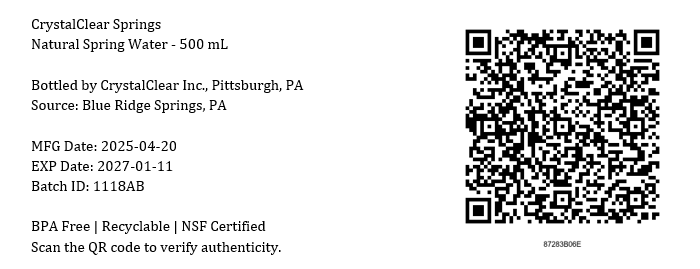 CrystalClear Springs
Natural Spring Water - 500 mL
Bottled by CrystalClear Inc., Pittsburgh, PA
Source: Blue Ridge Springs, PA
MFG Date: 2025-04-20
EXP Date: 2027-01-11
Batch ID: 1118AB
BPA Free | Recyclable | NSF Certified
Scan the QR code to verify authenticity.
87283B06E